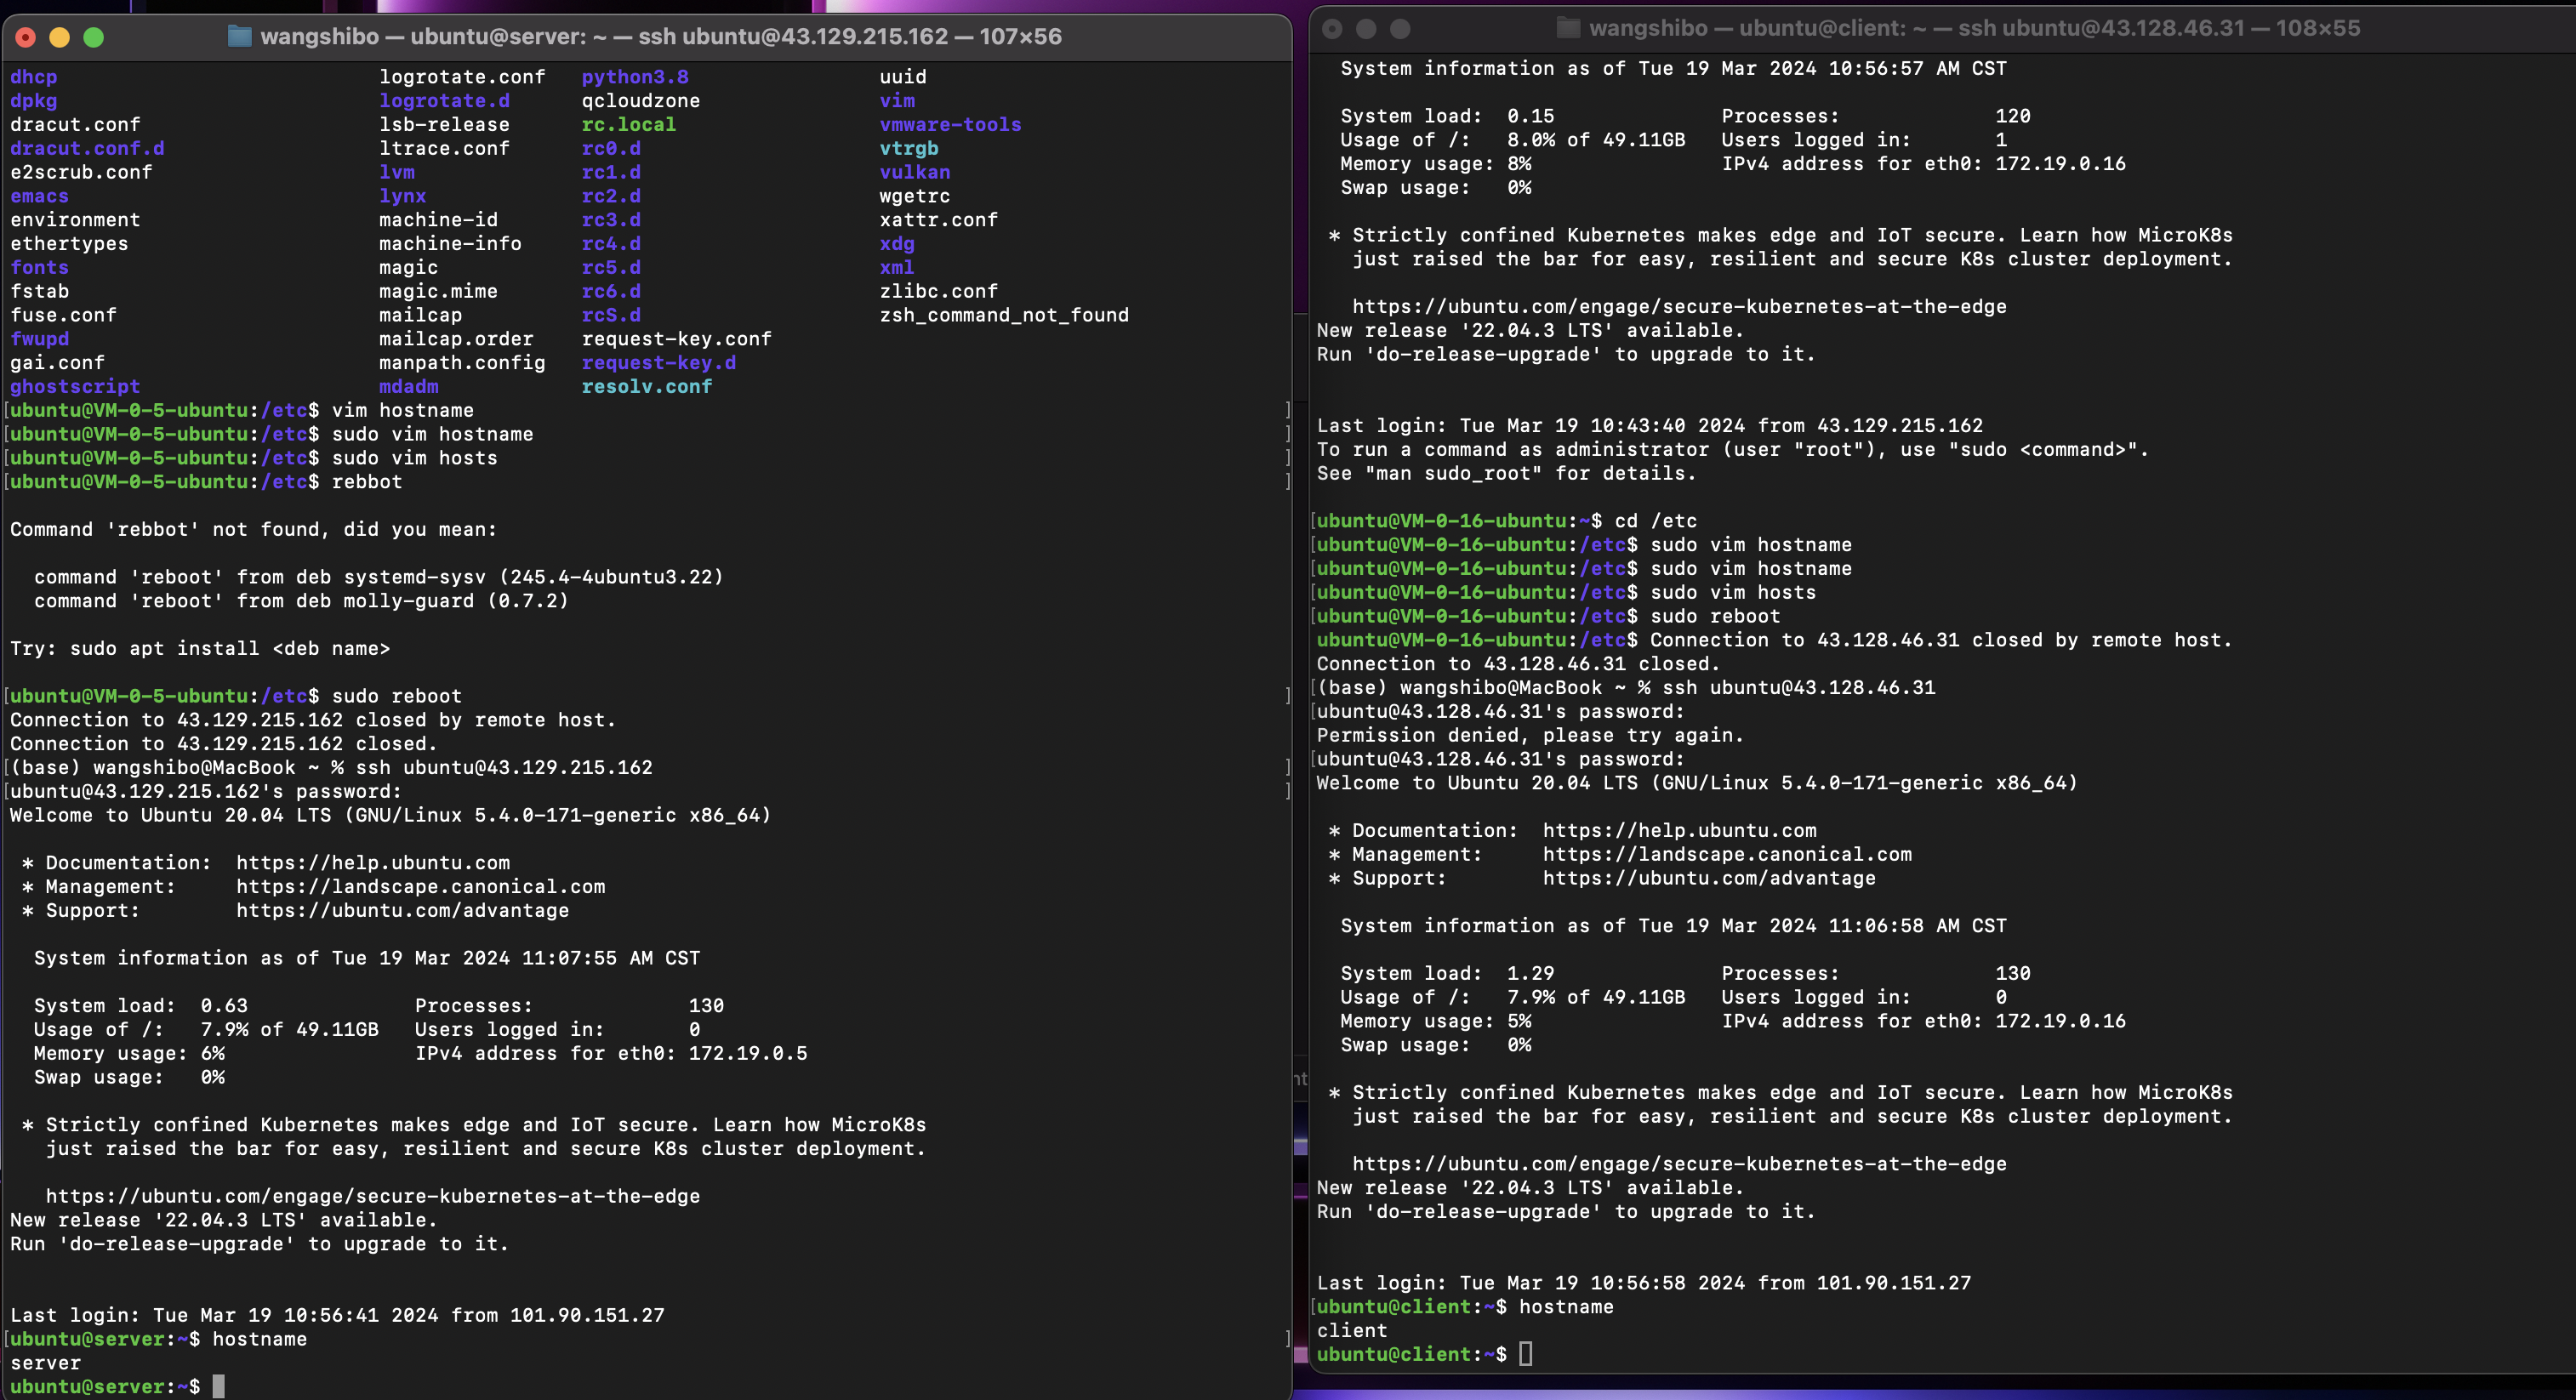 wangshibo — ubuntu@server: ~ — ssh ubuntu@43.129.215.162 — 107×56
dhcp logrotate.conf python3.8 uuid
dpkg logrotate.d qcloudzone vim
dracut.conf lsb-release rc.local vmware-tools
dracut.conf.d ltrace.conf rc0.d vtrgb
e2scrub.conf lvm rc1.d vulkan
emacs lynx rc2.d wgetrc
environment machine-id rc3.d xattr.conf
ethertypes machine-info rc4.d xdg
fonts magic rc5.d xml
fstab magic.mime rc6.d zlibc.conf
fuse.conf mailcap rcS.d zsh_command_not_found
fwupd mailcap.order request-key.conf
gai.conf manpath.config request-key.d
ghostscript mdadm resolv.conf
[ubuntu@VM-0-5-ubuntu:/etc$ vim hostname ]
[ubuntu@VM-0-5-ubuntu:/etc$ sudo vim hostname ]
[ubuntu@VM-0-5-ubuntu:/etc$ sudo vim hosts ]
[ubuntu@VM-0-5-ubuntu:/etc$ rebbot ]
Command 'rebbot' not found, did you mean:
command 'reboot' from deb systemd-sysv (245.4-4ubuntu3.22)
command 'reboot' from deb molly-guard (0.7.2)
Try: sudo apt install <deb name>
[ubuntu@VM-0-5-ubuntu:/etc$ sudo reboot ]
Connection to 43.129.215.162 closed by remote host.
Connection to 43.129.215.162 closed.
[(base) wangshibo@MacBook ~ % ssh ubuntu@43.129.215.162 ]
[ubuntu@43.129.215.162's password: ]
Welcome to Ubuntu 20.04 LTS (GNU/Linux 5.4.0-171-generic x86_64)
* Documentation: https://help.ubuntu.com
* Management: https://landscape.canonical.com
* Support: https://ubuntu.com/advantage
System information as of Tue 19 Mar 2024 11:07:55 AM CST
System load: 0.63 Processes: 130
Usage of /: 7.9% of 49.11GB Users logged in: 0
Memory usage: 6% IPv4 address for eth0: 172.19.0.5
Swap usage: 0%
* Strictly confined Kubernetes makes edge and IoT secure. Learn how MicroK8s
just raised the bar for easy, resilient and secure K8s cluster deployment.
https://ubuntu.com/engage/secure-kubernetes-at-the-edge
New release '22.04.3 LTS' available.
Run 'do-release-upgrade' to upgrade to it.
Last login: Tue Mar 19 10:56:41 2024 from 101.90.151.27
[ubuntu@server:~$ hostname ]
server
ubuntu@server:~$
wangshibo — ubuntu@client: ~ — ssh ubuntu@43.128.46.31 — 108×55
System information as of Tue 19 Mar 2024 10:56:57 AM CST
System load: 0.15 Processes: 120
Usage of /: 8.0% of 49.11GB Users logged in: 1
Memory usage: 8% IPv4 address for eth0: 172.19.0.16
Swap usage: 0%
* Strictly confined Kubernetes makes edge and IoT secure. Learn how MicroK8s
just raised the bar for easy, resilient and secure K8s cluster deployment.
https://ubuntu.com/engage/secure-kubernetes-at-the-edge
New release '22.04.3 LTS' available.
Run 'do-release-upgrade' to upgrade to it.
Last login: Tue Mar 19 10:43:40 2024 from 43.129.215.162
To run a command as administrator (user "root"), use "sudo <command>".
See "man sudo_root" for details.
[ubuntu@VM-0-16-ubuntu:~$ cd /etc
[ubuntu@VM-0-16-ubuntu:/etc$ sudo vim hostname
[ubuntu@VM-0-16-ubuntu:/etc$ sudo vim hostname
[ubuntu@VM-0-16-ubuntu:/etc$ sudo vim hosts
[ubuntu@VM-0-16-ubuntu:/etc$ sudo reboot
ubuntu@VM-0-16-ubuntu:/etc$ Connection to 43.128.46.31 closed by remote host.
Connection to 43.128.46.31 closed.
[(base) wangshibo@MacBook ~ % ssh ubuntu@43.128.46.31
[ubuntu@43.128.46.31's password:
Permission denied, please try again.
[ubuntu@43.128.46.31's password:
Welcome to Ubuntu 20.04 LTS (GNU/Linux 5.4.0-171-generic x86_64)
* Documentation: https://help.ubuntu.com
* Management: https://landscape.canonical.com
* Support: https://ubuntu.com/advantage
System information as of Tue 19 Mar 2024 11:06:58 AM CST
System load: 1.29 Processes: 130
Usage of /: 7.9% of 49.11GB Users logged in: 0
Memory usage: 5% IPv4 address for eth0: 172.19.0.16
Swap usage: 0%
* Strictly confined Kubernetes makes edge and IoT secure. Learn how MicroK8s
just raised the bar for easy, resilient and secure K8s cluster deployment.
https://ubuntu.com/engage/secure-kubernetes-at-the-edge
New release '22.04.3 LTS' available.
Run 'do-release-upgrade' to upgrade to it.
Last login: Tue Mar 19 10:56:58 2024 from 101.90.151.27
[ubuntu@client:~$ hostname
client
ubuntu@client:~$